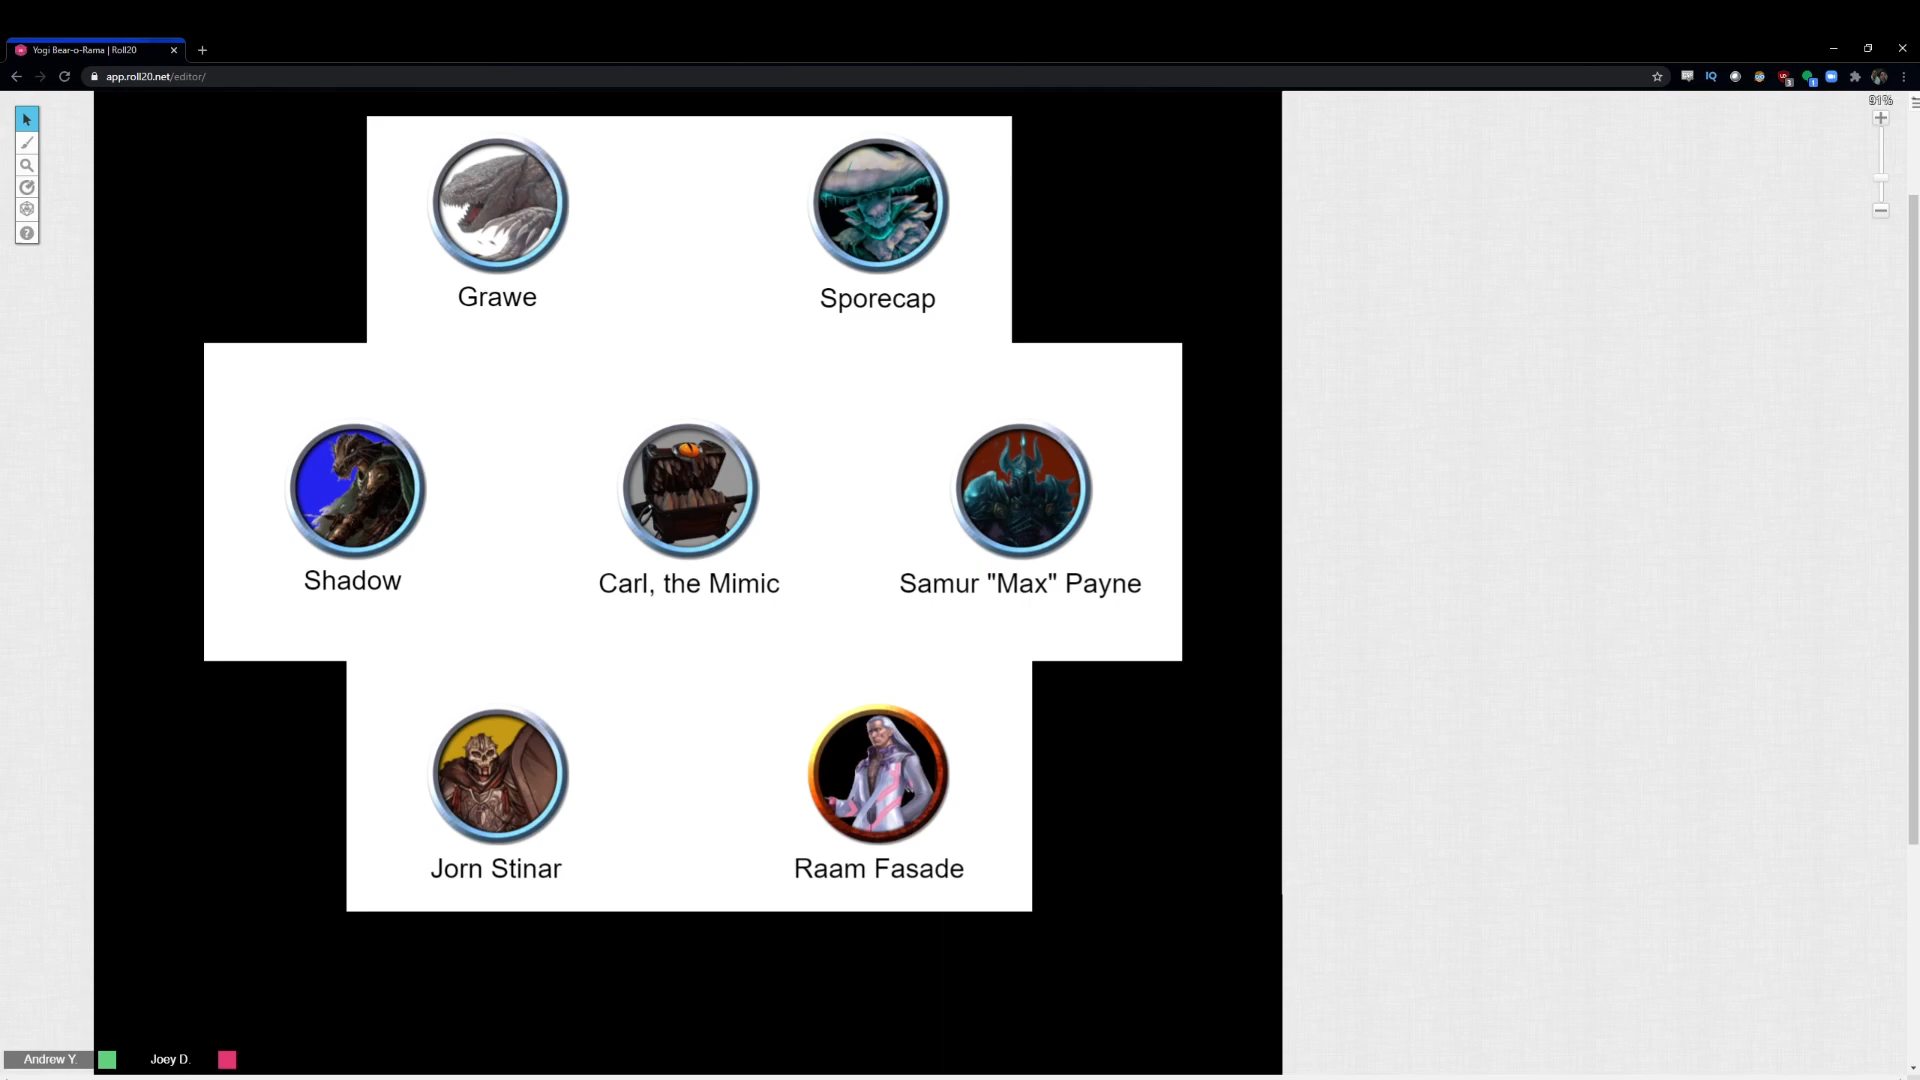 Yogi Bear-o-Rama | Roll20
app.roll20.net/editor/
91%
Grawe
Sporecap
Shadow
Carl, the Mimic
Samur "Max" Payne
Jorn Stinar
Raam Fasade
Andrew Y.
Joey D.